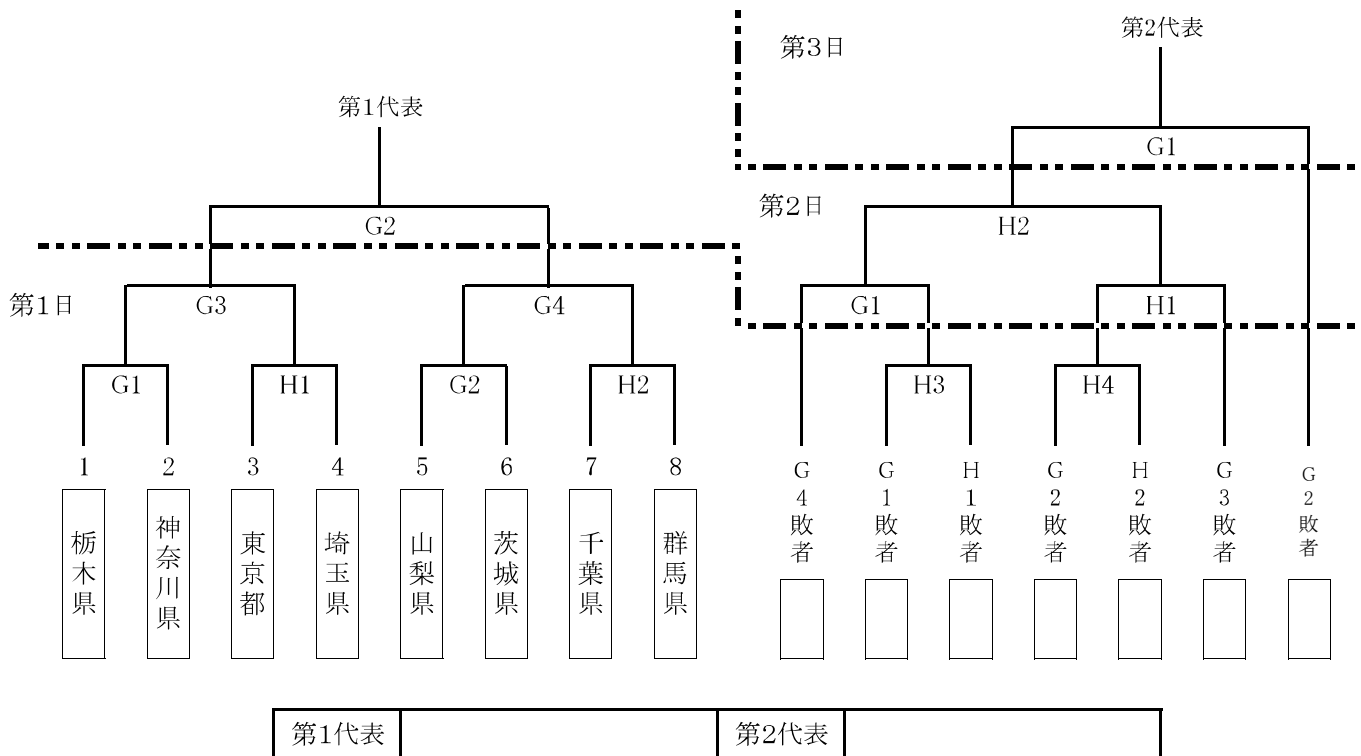 第3日
第2代表
第1代表
G1
第2日
G2
H2
第1日
G3
G4
G1
H1
G1
H1
G2
H2
H3
H4
1
2
3
4
5
6
7
8
栃木県
神奈川県
東京都
埼玉県
山梨県
茨城県
千葉県
群馬県
G4敗者
G1敗者
H1敗者
G2敗者
H2敗者
G3敗者
G2敗者
第1代表
第2代表